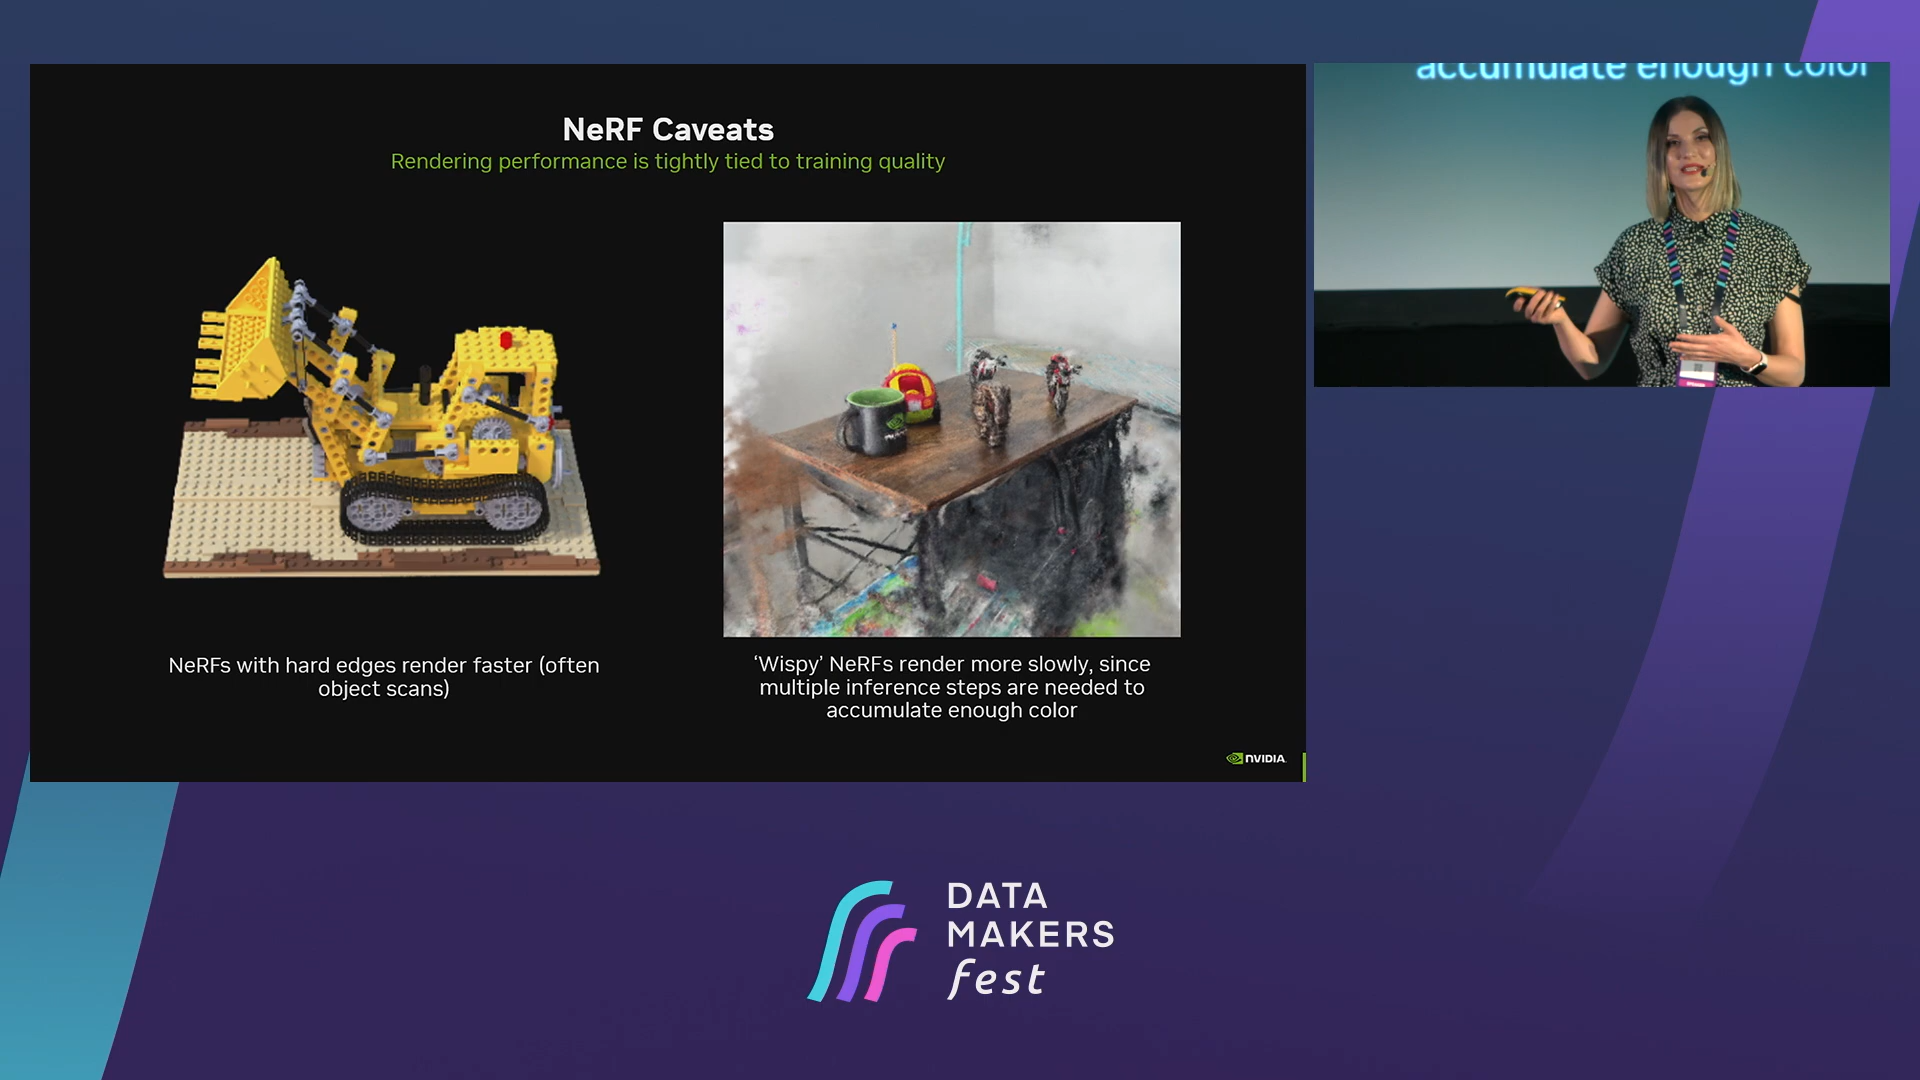 accumulate enough color
NeRF Caveats
Rendering performance is tightly tied to training quality
NeRFs with hard edges render faster (often
object scans)
‘Wispy’ NeRFs render more slowly, since
multiple inference steps are needed to
accumulate enough color
NVIDIA
DATA
MAKERS
fest